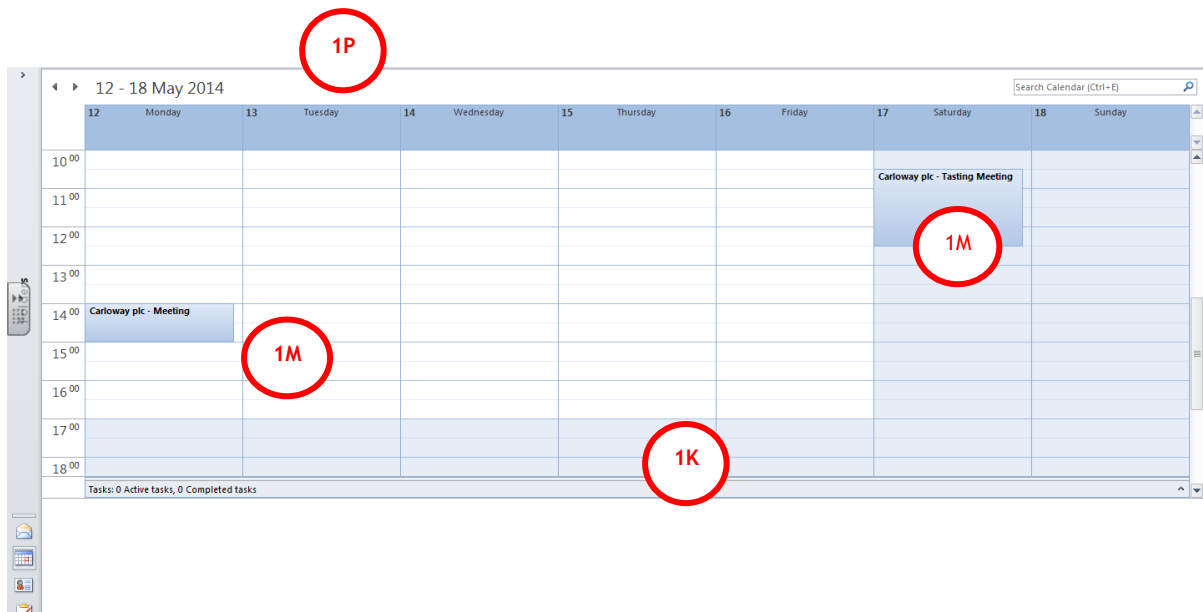 1P
12 - 18 May 2014
Search Calendar (Ctrl+E)
12 Monday 13 Tuesday 14 Wednesday 15 Thursday 16 Friday 17 Saturday 18 Sunday
10 00
Carloway plc - Tasting Meeting
11 00
12 00
1M
13 00
14 00 Carloway plc - Meeting
15 00
1M
16 00
17 00
1K
18 00
Tasks: 0 Active tasks, 0 Completed tasks